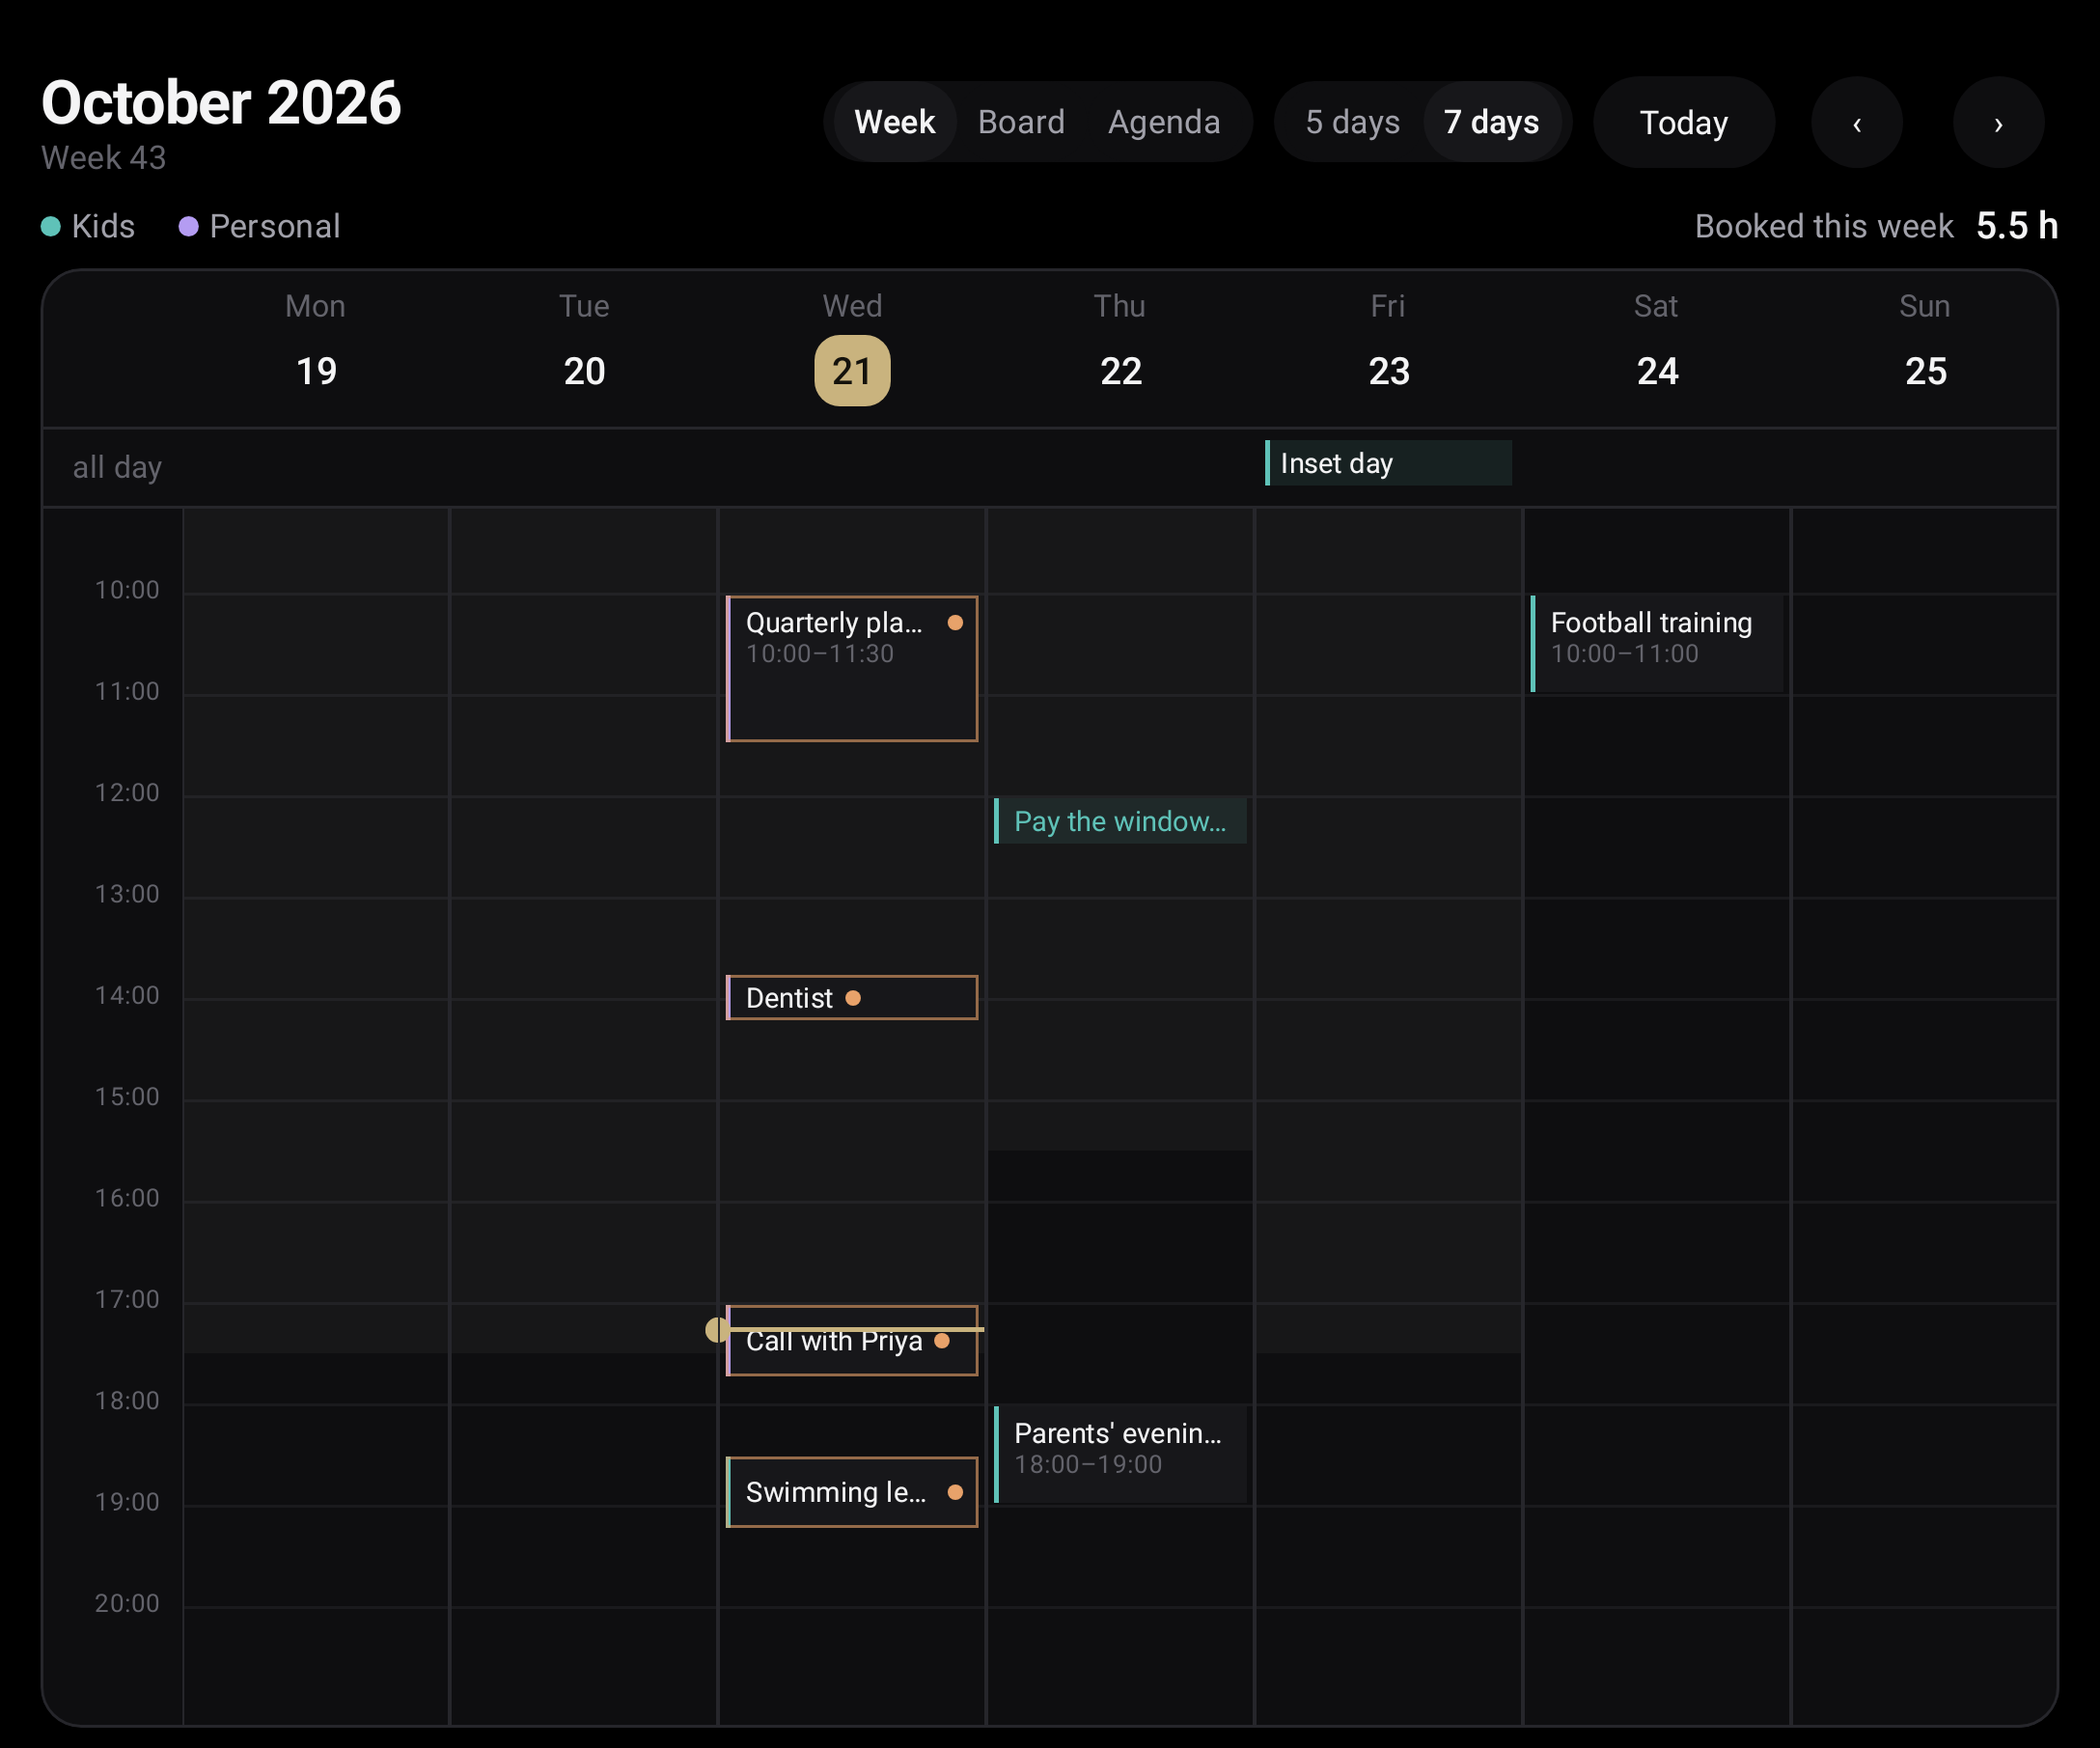 October 2026
Week 43
Week Board Agenda 5 days 7 days Today ‹ ›
Kids Personal Booked this week 5.5 h
Mon Tue Wed Thu Fri Sat Sun
19 20 21 22 23 24 25
all day Inset day
10:00
Quarterly pla… Football training
10:00–11:30 10:00–11:00
11:00
12:00
Pay the window…
13:00
14:00 Dentist
15:00
16:00
17:00
Call with Priya
18:00
Parents' evenin…
18:00–19:00
Swimming le…
19:00
20:00